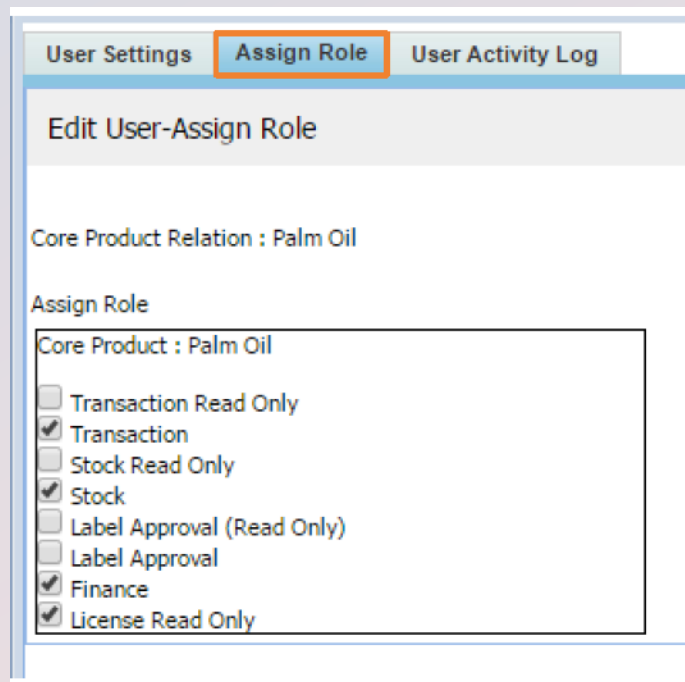 User Settings Assign Role User Activity Log
Edit User-Assign Role
Core Product Relation : Palm Oil
Assign Role
Core Product : Palm Oil
Transaction Read Only
Transaction
Stock Read Only
Stock
Label Approval (Read Only)
Label Approval
Finance
License Read Only